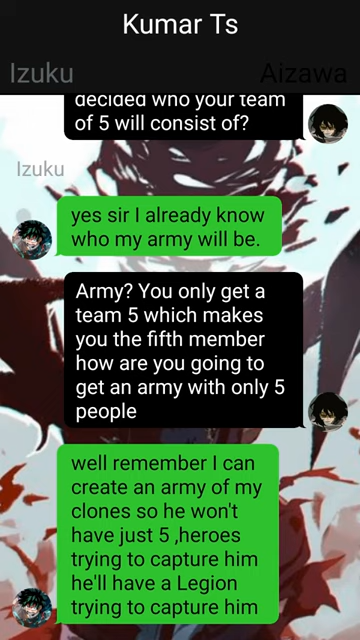 Kumar Ts
Izuku
Aizawa
decided who your team
of 5 will consist of?
Izuku
yes sir I already know
who my army will be.
Army? You only get a
team 5 which makes
you the fifth member
how are you going to
get an army with only 5
people
well remember I can
create an army of my
clones so he won't
have just 5 ,heroes
trying to capture him
he'll have a Legion
trying to capture him